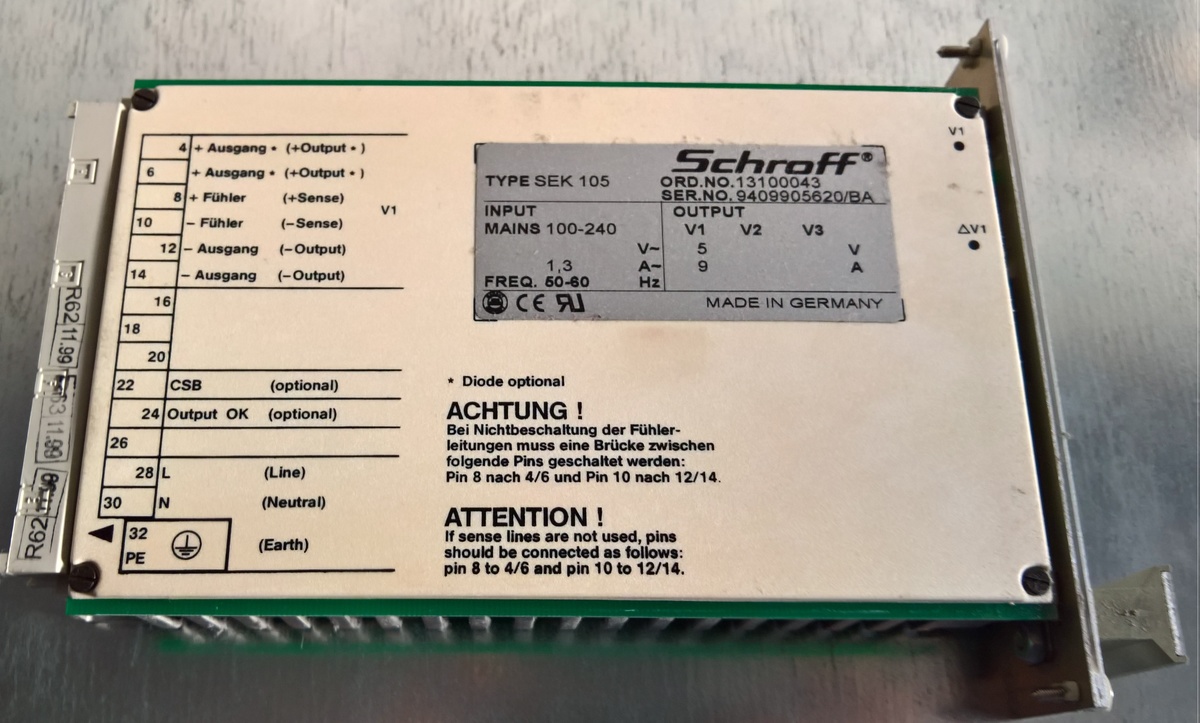 4 + Ausgang * (+Output * )
6 + Ausgang * (+Output * )
8 + Fühler (+Sense)
V1
10 – Fühler (–Sense)
12 – Ausgang (–Output)
14 – Ausgang (–Output)
16
18
20
22 CSB (optional)
24 Output OK (optional)
26
28 L (Line)
30 N (Neutral)
32
PE (Earth)
Schroff®
TYPE SEK 105 ORD.NO.13100043
SER.NO. 9409905620/BA
INPUT OUTPUT
MAINS 100-240 V1 V2 V3
V~ 5 V
1,3 A~ 9 A
FREQ. 50-60 Hz
CE MADE IN GERMANY
* Diode optional
ACHTUNG !
Bei Nichtbeschaltung der Fühler-
leitungen muss eine Brücke zwischen
folgende Pins geschaltet werden:
Pin 8 nach 4/6 und Pin 10 nach 12/14.
ATTENTION !
If sense lines are not used, pins
should be connected as follows:
pin 8 to 4/6 and pin 10 to 12/14.
V1
ΔV1
R62 11.99
11.99
R62